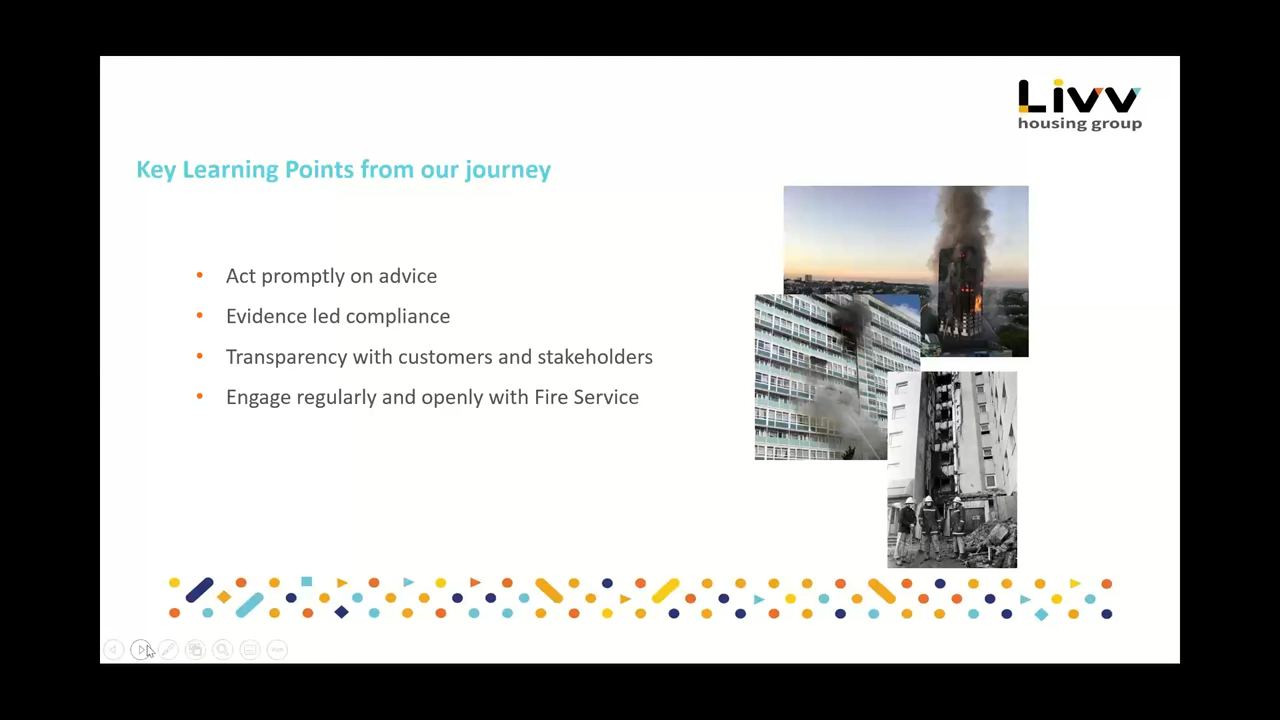 Livv
housing group
Key Learning Points from our journey
• Act promptly on advice
• Evidence led compliance
• Transparency with customers and stakeholders
• Engage regularly and openly with Fire Service